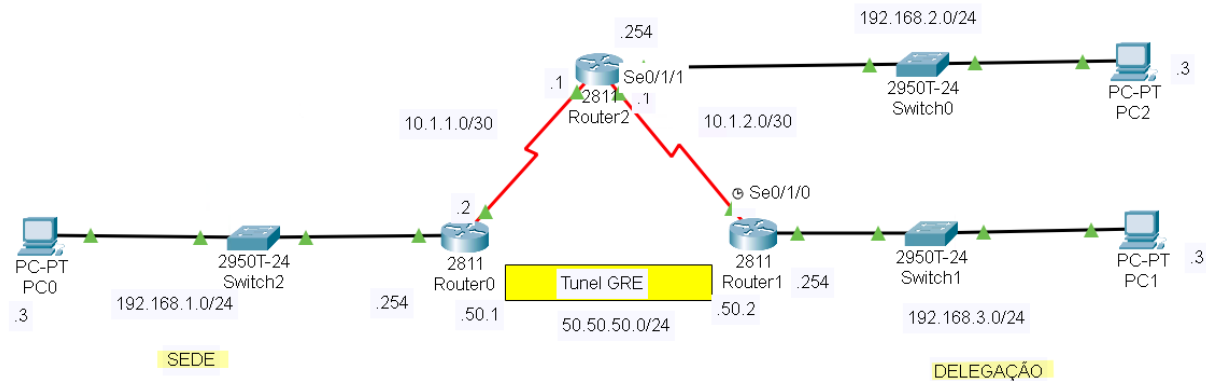 192.168.2.0/24
.254
.3
.1
Se0/1/1
2811
Router2
.1
2950T-24
Switch0
PC-PT
PC2
10.1.1.0/30
10.1.2.0/30
Se0/1/0
.2
.3
PC-PT
PC0
2950T-24
Switch2
2811
Router0
Tunel GRE
2811
Router1
.254
2950T-24
Switch1
PC-PT
PC1
.3
192.168.1.0/24
.254
.50.1
50.50.50.0/24
.50.2
192.168.3.0/24
SEDE
DELEGAÇÃO